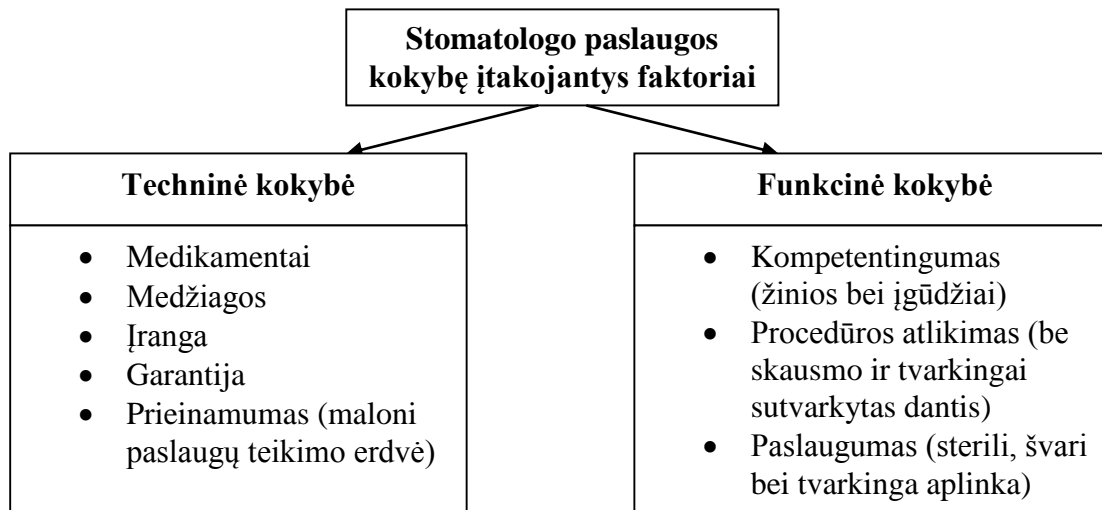 Stomatologo paslaugos
kokybę įtakojantys faktoriai
Techninė kokybė
• Medikamentai
• Medžiagos
• Įranga
• Garantija
• Prieinamumas (maloni
paslaugų teikimo erdvė)
Funkcinė kokybė
• Kompetentingumas
(žinios bei įgūdžiai)
• Procedūros atlikimas (be
skausmo ir tvarkingai
sutvarkytas dantis)
• Paslaugumas (sterili, švari
bei tvarkinga aplinka)